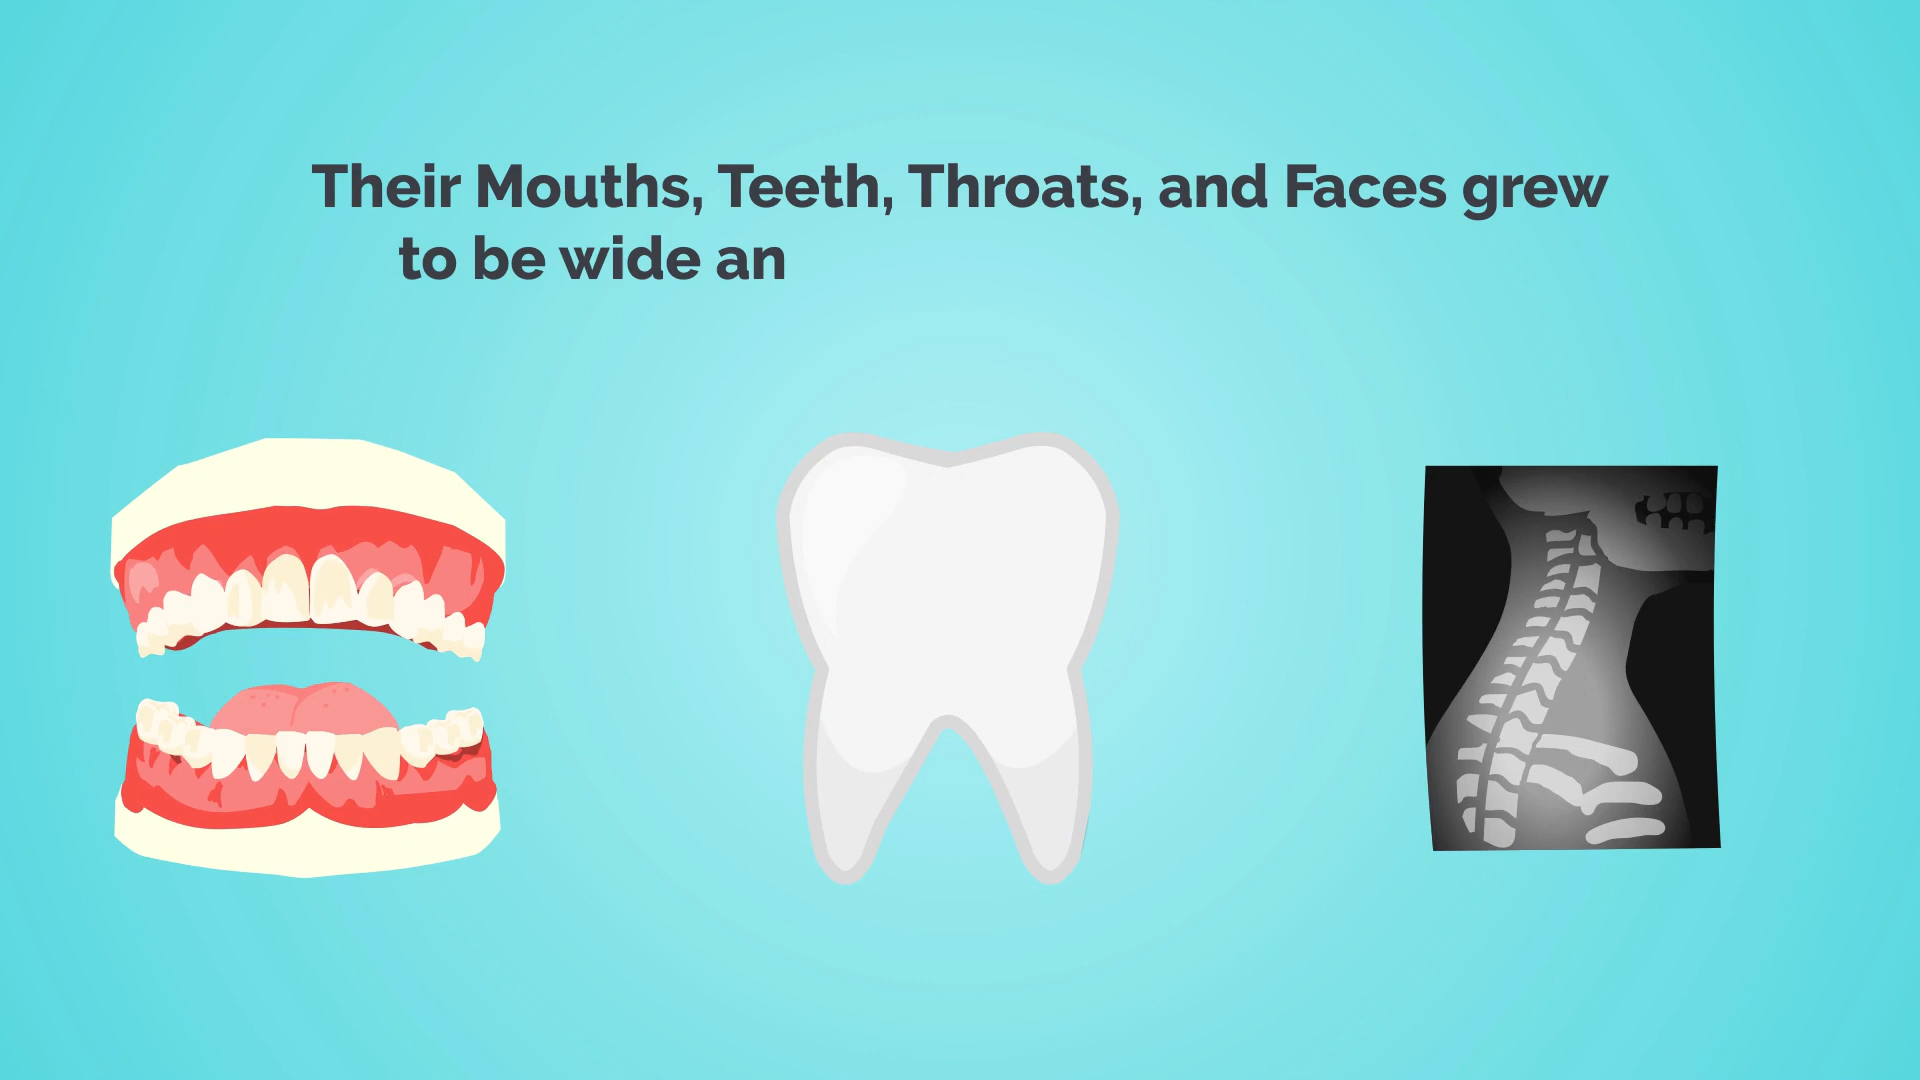 Their Mouths, Teeth, Throats, and Faces grew
to be wide an